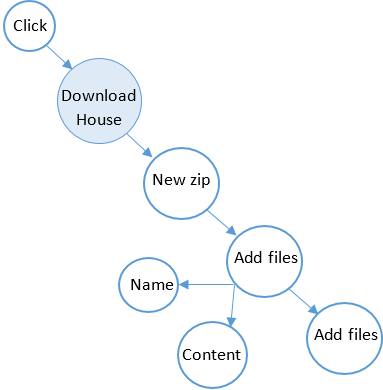 Click
Download
House
New zip
Add files
Name
Add files
Content